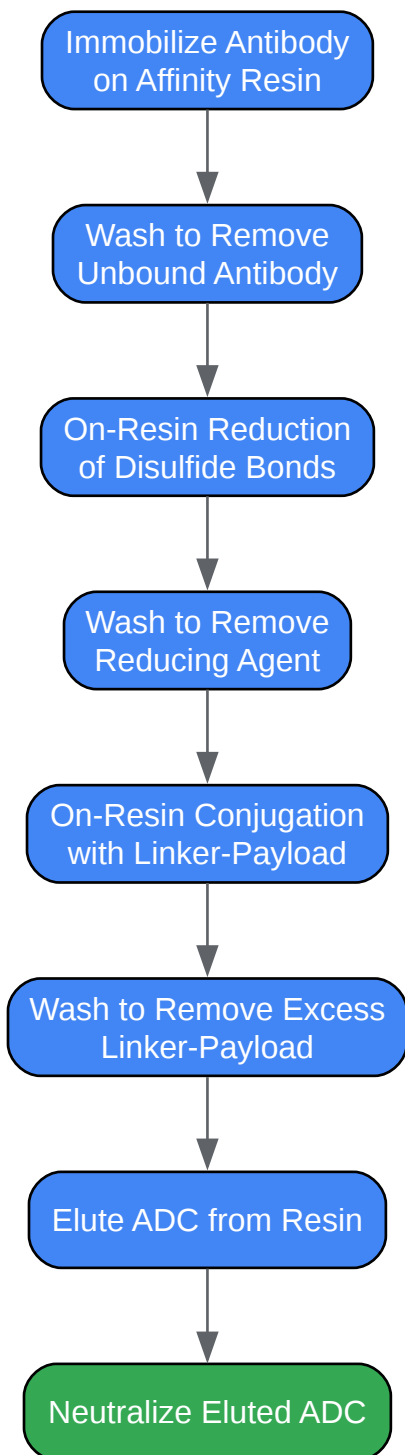 Immobilize Antibody
on Affinity Resin
Wash to Remove
Unbound Antibody
On-Resin Reduction
of Disulfide Bonds
Wash to Remove
Reducing Agent
On-Resin Conjugation
with Linker-Payload
Wash to Remove Excess
Linker-Payload
Elute ADC from Resin
Neutralize Eluted ADC